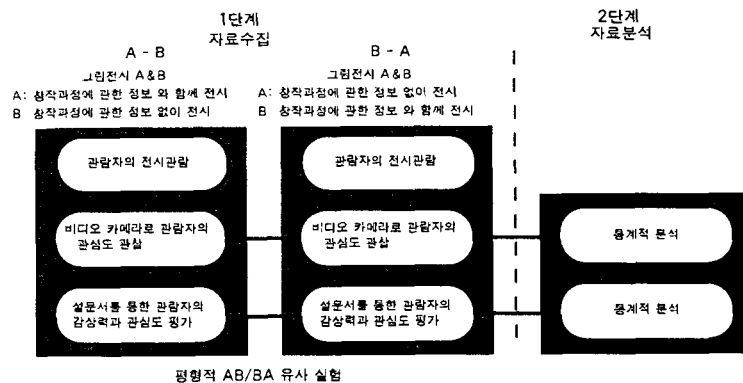 1단계
자료수집
2단계
자료분석
A - B
그림전시 A & B
A: 창작과정에 관한 정보 와 함께 전시
B 창작과정에 관한 정보 없이 전시
B - A
그림전시 A & B
A: 창작과정에 관한 정보 없이 전시
B 창작과정에 관한 정보 와 함께 전시
관람자의 전시관람
비디오 카메라로 관람자의
관심도 관찰
설문서를 통한 관람자의
감상력과 관심도 평가
관람자의 전시관람
비디오 카메라로 관람자의
관심도 관찰
설문서를 통한 관람자의
감상력과 관심도 평가
통계적 분석
통계적 분석
평형적 AB/BA 유사 실험